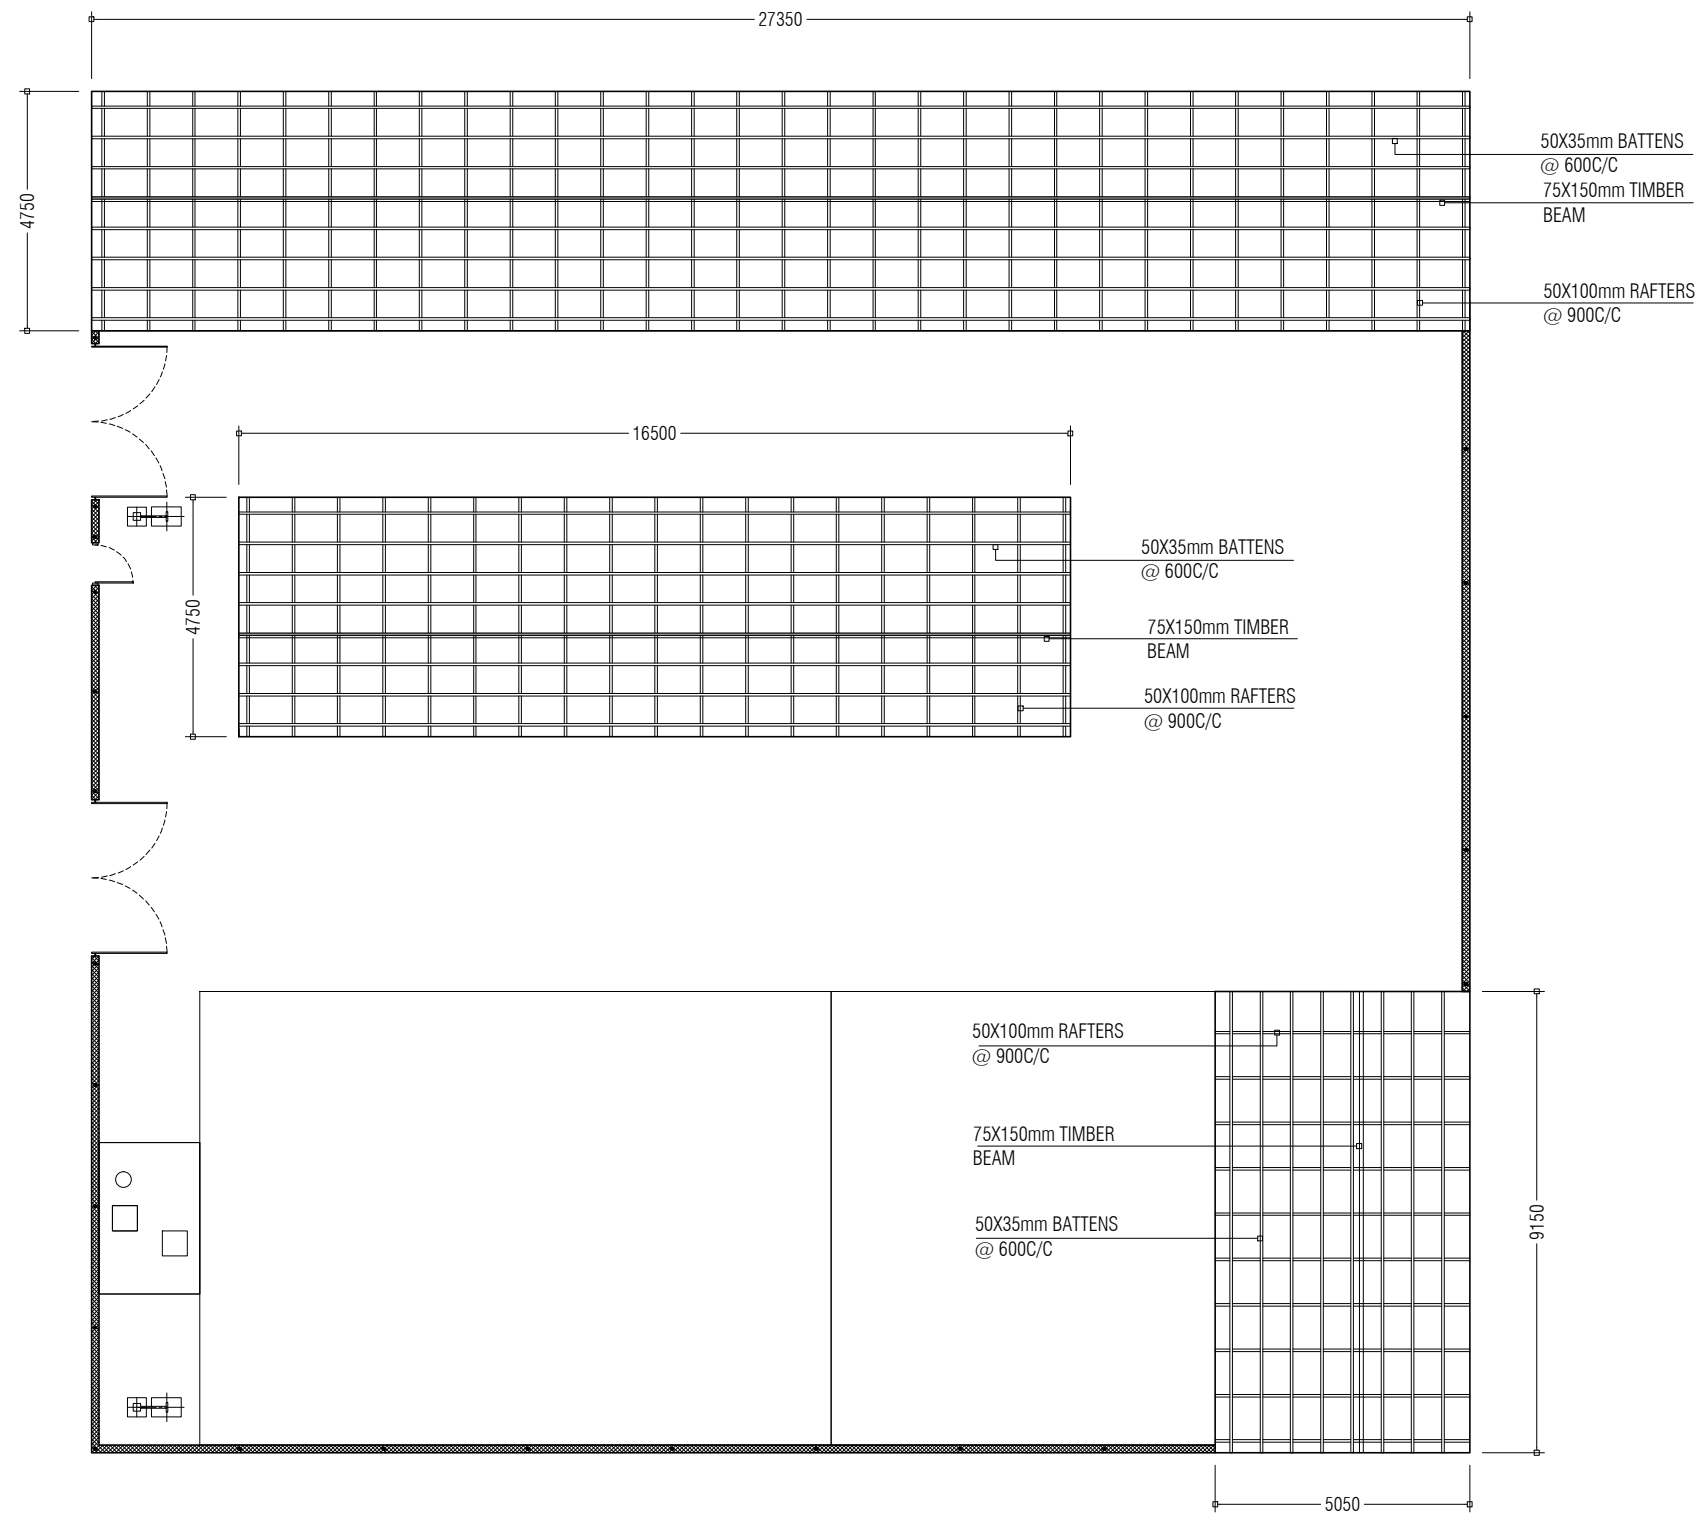 27350
4750
50X35mm BATTENS
@ 600C/C
75X150mm TIMBER
BEAM
50X100mm RAFTERS
@ 900C/C
16500
4750
50X35mm BATTENS
@ 600C/C
75X150mm TIMBER
BEAM
50X100mm RAFTERS
@ 900C/C
50X100mm RAFTERS
@ 900C/C
75X150mm TIMBER
BEAM
50X35mm BATTENS
@ 600C/C
9150
5050